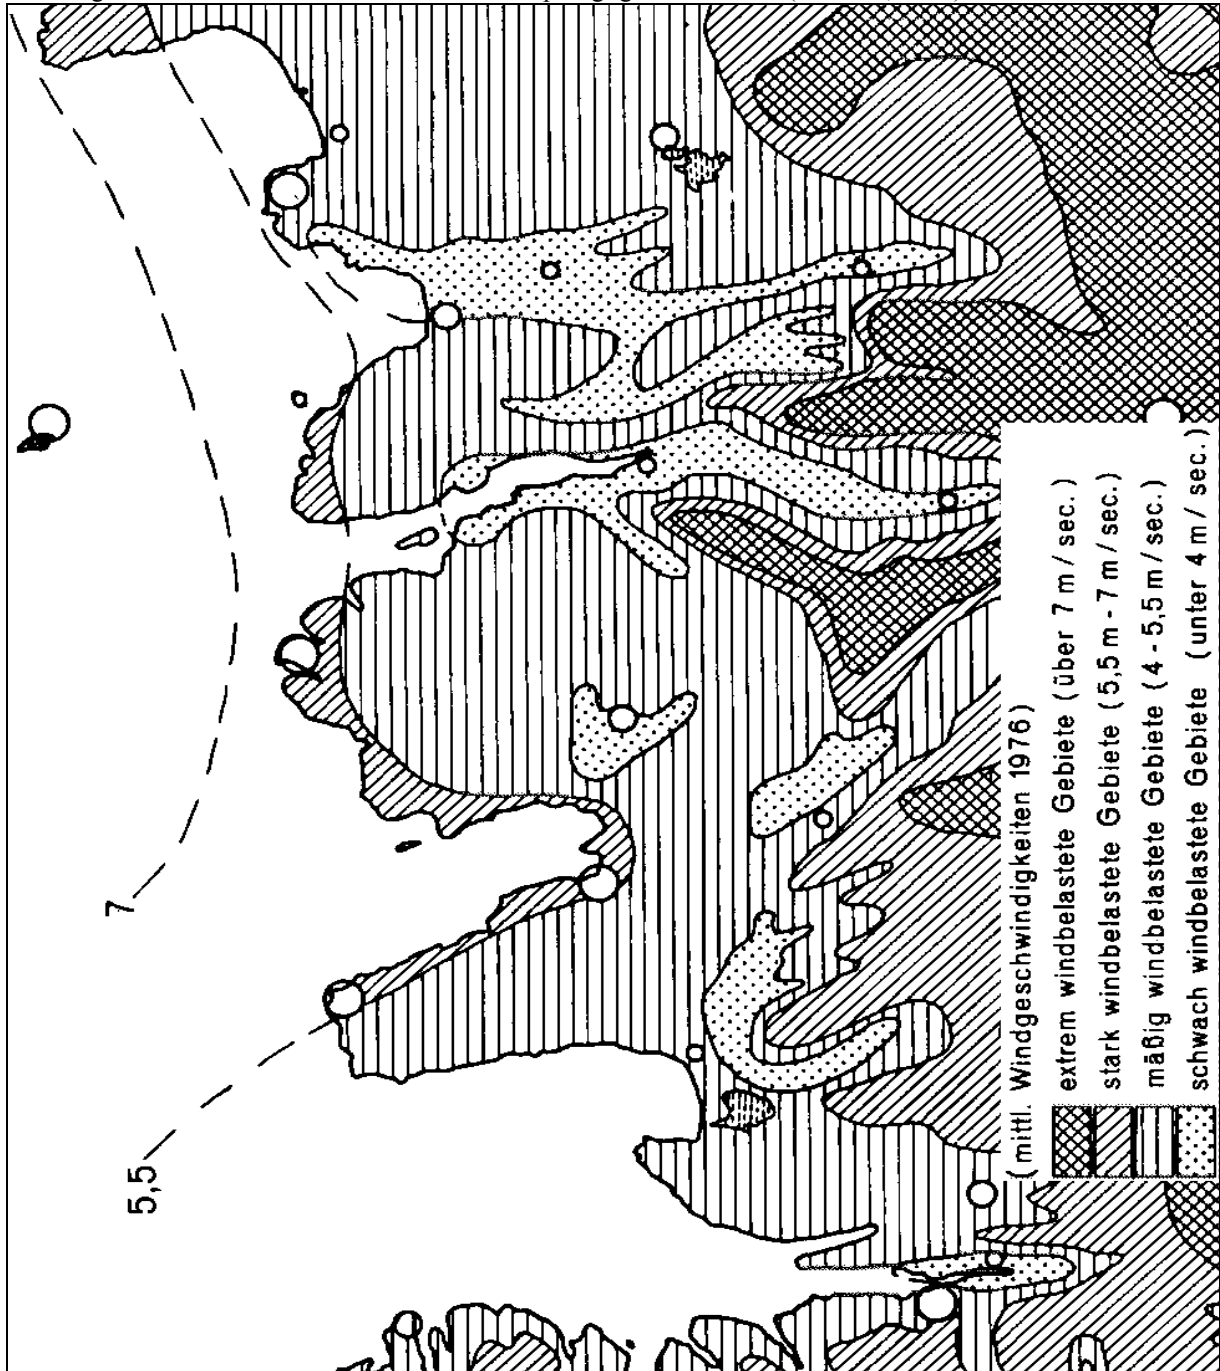 7
5,5
(mittl. Windgeschwindigkeiten 1976)
extrem windbelastete Gebiete (über 7 m / sec.)
stark windbelastete Gebiete (5,5 m - 7 m / sec.)
mäßig windbelastete Gebiete (4 - 5,5 m / sec.)
schwach windbelastete Gebiete (unter 4 m / sec.)